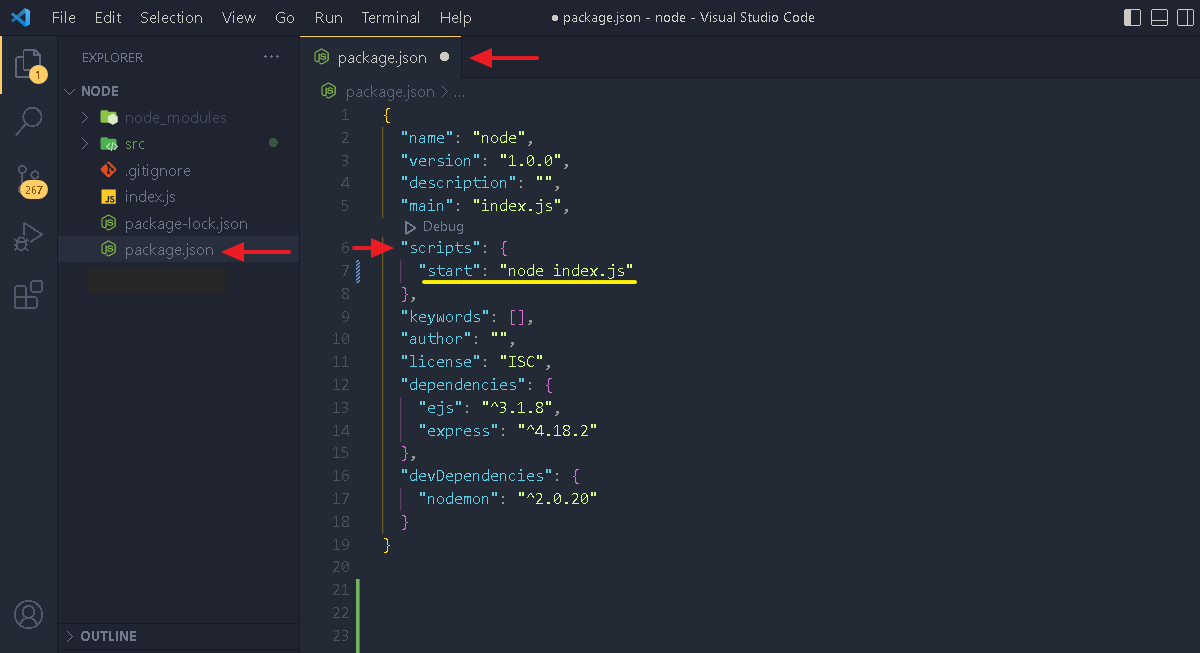 File Edit Selection View Go Run Terminal Help ● package.json - node - Visual Studio Code
EXPLORER ...
NODE
node_modules
src
.gitignore
index.js
package-lock.json
package.json
OUTLINE
1
267
package.json ●
package.json > ...
1 {
2 "name": "node",
3 "version": "1.0.0",
4 "description": "",
5 "main": "index.js",
Debug
6 "scripts": {
7 "start": "node index.js"
8 },
9 "keywords": [],
10 "author": "",
11 "license": "ISC",
12 "dependencies": {
13 "ejs": "^3.1.8",
14 "express": "^4.18.2"
15 },
16 "devDependencies": {
17 "nodemon": "^2.0.20"
18 }
19 }
20
21
22
23